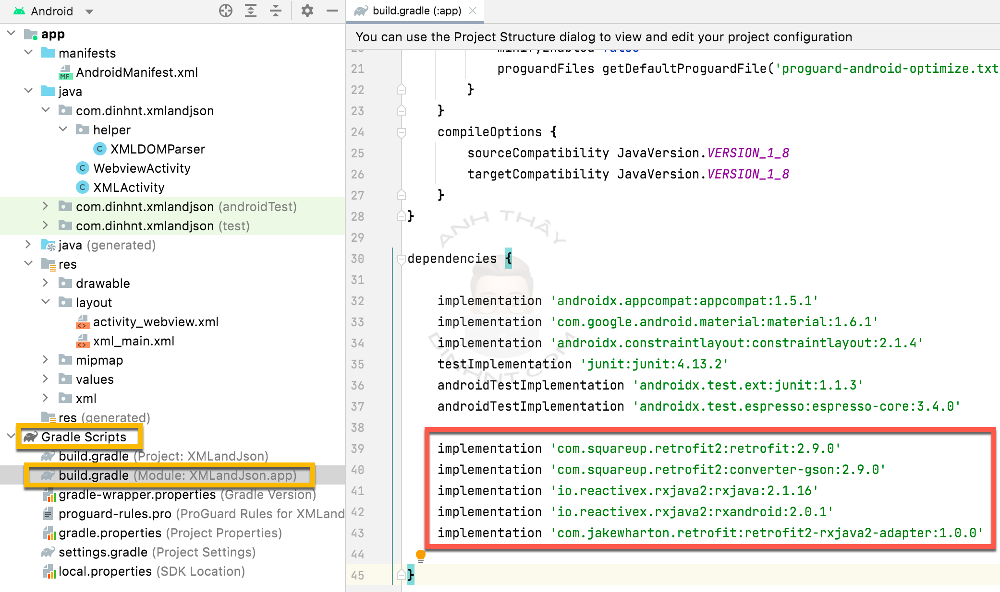 Android
app
manifests
MF AndroidManifest.xml
java
com.dinhnt.xmlandjson
helper
C XMLDOMParser
C WebviewActivity
C XMLActivity
com.dinhnt.xmlandjson (androidTest)
com.dinhnt.xmlandjson (test)
java (generated)
res
drawable
layout
<> activity_webview.xml
<> xml_main.xml
mipmap
values
xml
res (generated)
Gradle Scripts
build.gradle (Project: XMLandJson)
build.gradle (Module: XMLandJson.app)
gradle-wrapper.properties (Gradle Version)
proguard-rules.pro (ProGuard Rules for XMLand
gradle.properties (Project Properties)
settings.gradle (Project Settings)
local.properties (SDK Location)
build.gradle (:app)
You can use the Project Structure dialog to view and edit your project configuration
20 minifyEnabled false
21 proguardFiles getDefaultProguardFile('proguard-android-optimize.txt
22 }
23 }
24 compileOptions {
25 sourceCompatibility JavaVersion.VERSION_1_8
26 targetCompatibility JavaVersion.VERSION_1_8
27 }
28 }
29
30 dependencies {
31
32 implementation 'androidx.appcompat:appcompat:1.5.1'
33 implementation 'com.google.android.material:material:1.6.1'
34 implementation 'androidx.constraintlayout:constraintlayout:2.1.4'
35 testImplementation 'junit:junit:4.13.2'
36 androidTestImplementation 'androidx.test.ext:junit:1.1.3'
37 androidTestImplementation 'androidx.test.espresso:espresso-core:3.4.0'
38
39 implementation 'com.squareup.retrofit2:retrofit:2.9.0'
40 implementation 'com.squareup.retrofit2:converter-gson:2.9.0'
41 implementation 'io.reactivex.rxjava2:rxjava:2.1.16'
42 implementation 'io.reactivex.rxjava2:rxandroid:2.0.1'
43 implementation 'com.jakewharton.retrofit:retrofit2-rxjava2-adapter:1.0.0'
44
45 }
ANH THẦY
DINHNT.COM